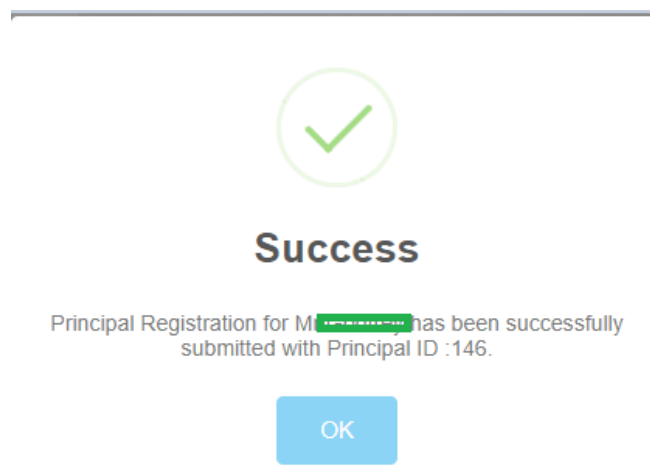 Success
Principal Registration for has been successfully
submitted with Principal ID :146.
OK